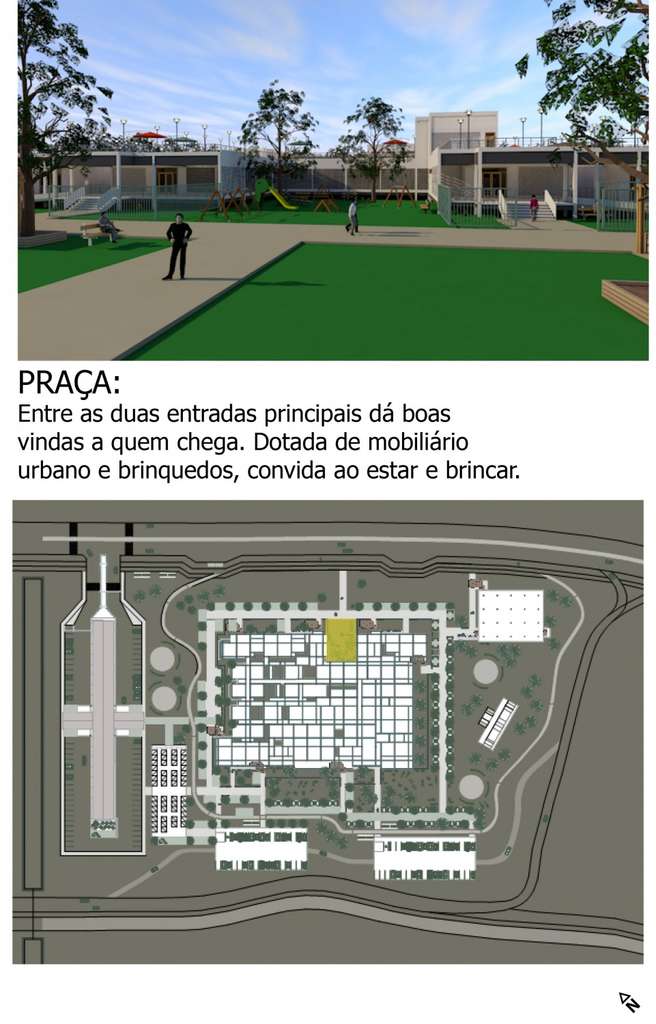 PRAÇA:
Entre as duas entradas principais dá boas
vindas a quem chega. Dotada de mobiliário
urbano e brinquedos, convida ao estar e brincar.
N